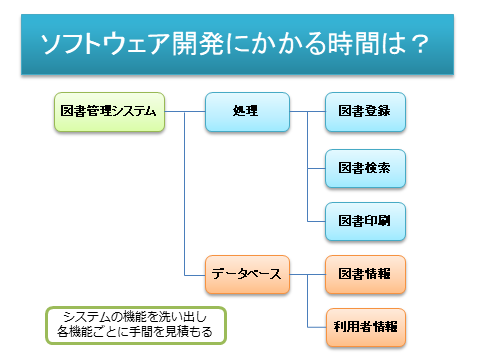 ソフトウェア開発にかかる時間は？
図書管理システム
処理
図書登録
図書検索
図書印刷
データベース
図書情報
利用者情報
システムの機能を洗い出し
各機能ごとに手間を見積もる